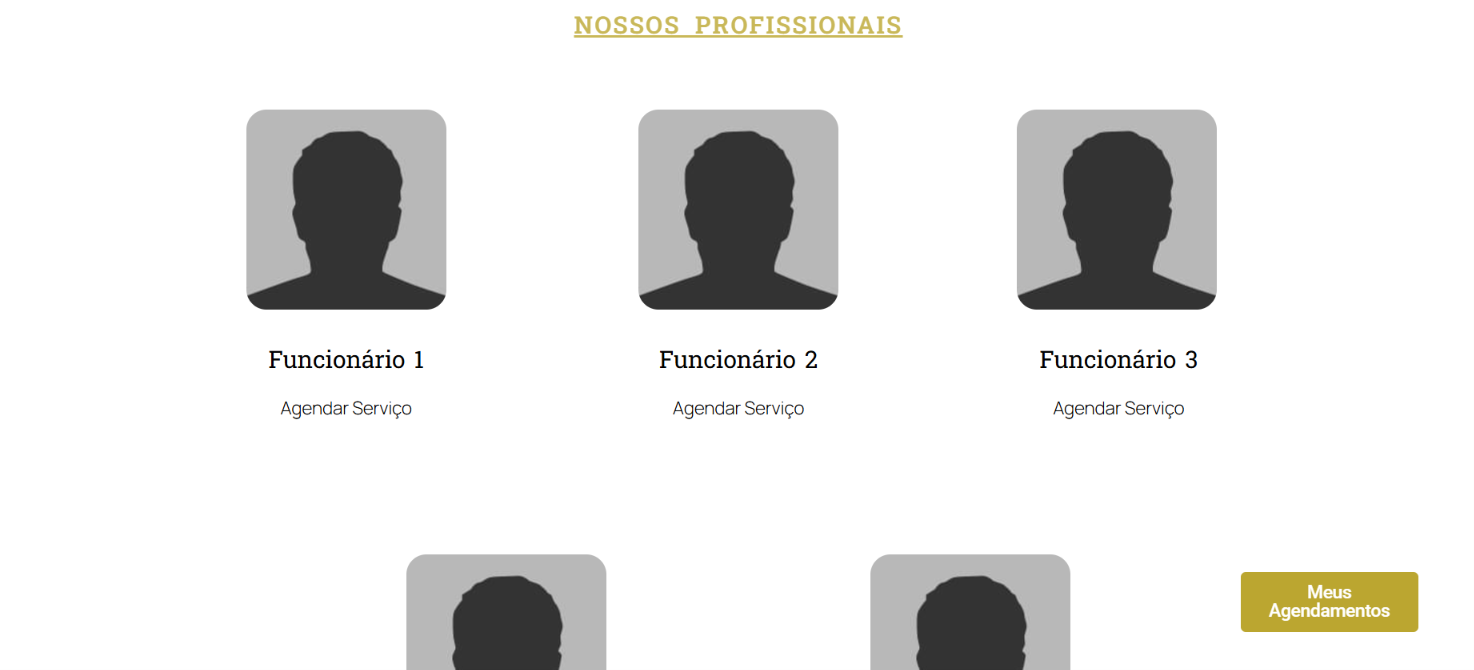 NOSSOS PROFISSIONAIS
Funcionário 1
Funcionário 2
Funcionário 3
Agendar Serviço
Agendar Serviço
Agendar Serviço
Meus
Agendamentos